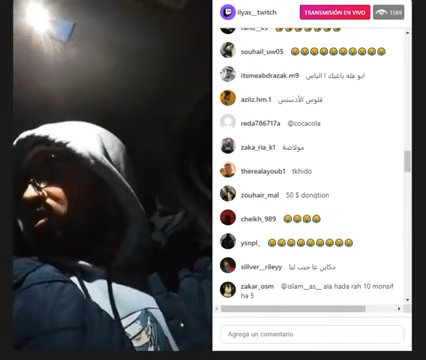 ilyas__twitch
TRANSMISIÓN EN VIVO
1569
souhail_uw05 😂😂😂😂😂😂😂😂😂😂
itsmeabdrazak.m9 ابو فله باغيك ا الياس
aziiz.hm.1 فلوس الأدسنس
reda786717a @cocacola
zaka_ria_k1 مولاصة
therealayoub1 tkhido
zouhair_mal 50 $ donqtion
cheikh_989 😂😂😂😂
ysnpl_ 😂😂😂😂😂😂😂😂😂
sillver__rileyy مكاين غا جيب ليا
zakar_osm @islam__as__ ala hada rah 10 monsif
ha 5
Agrega un comentario